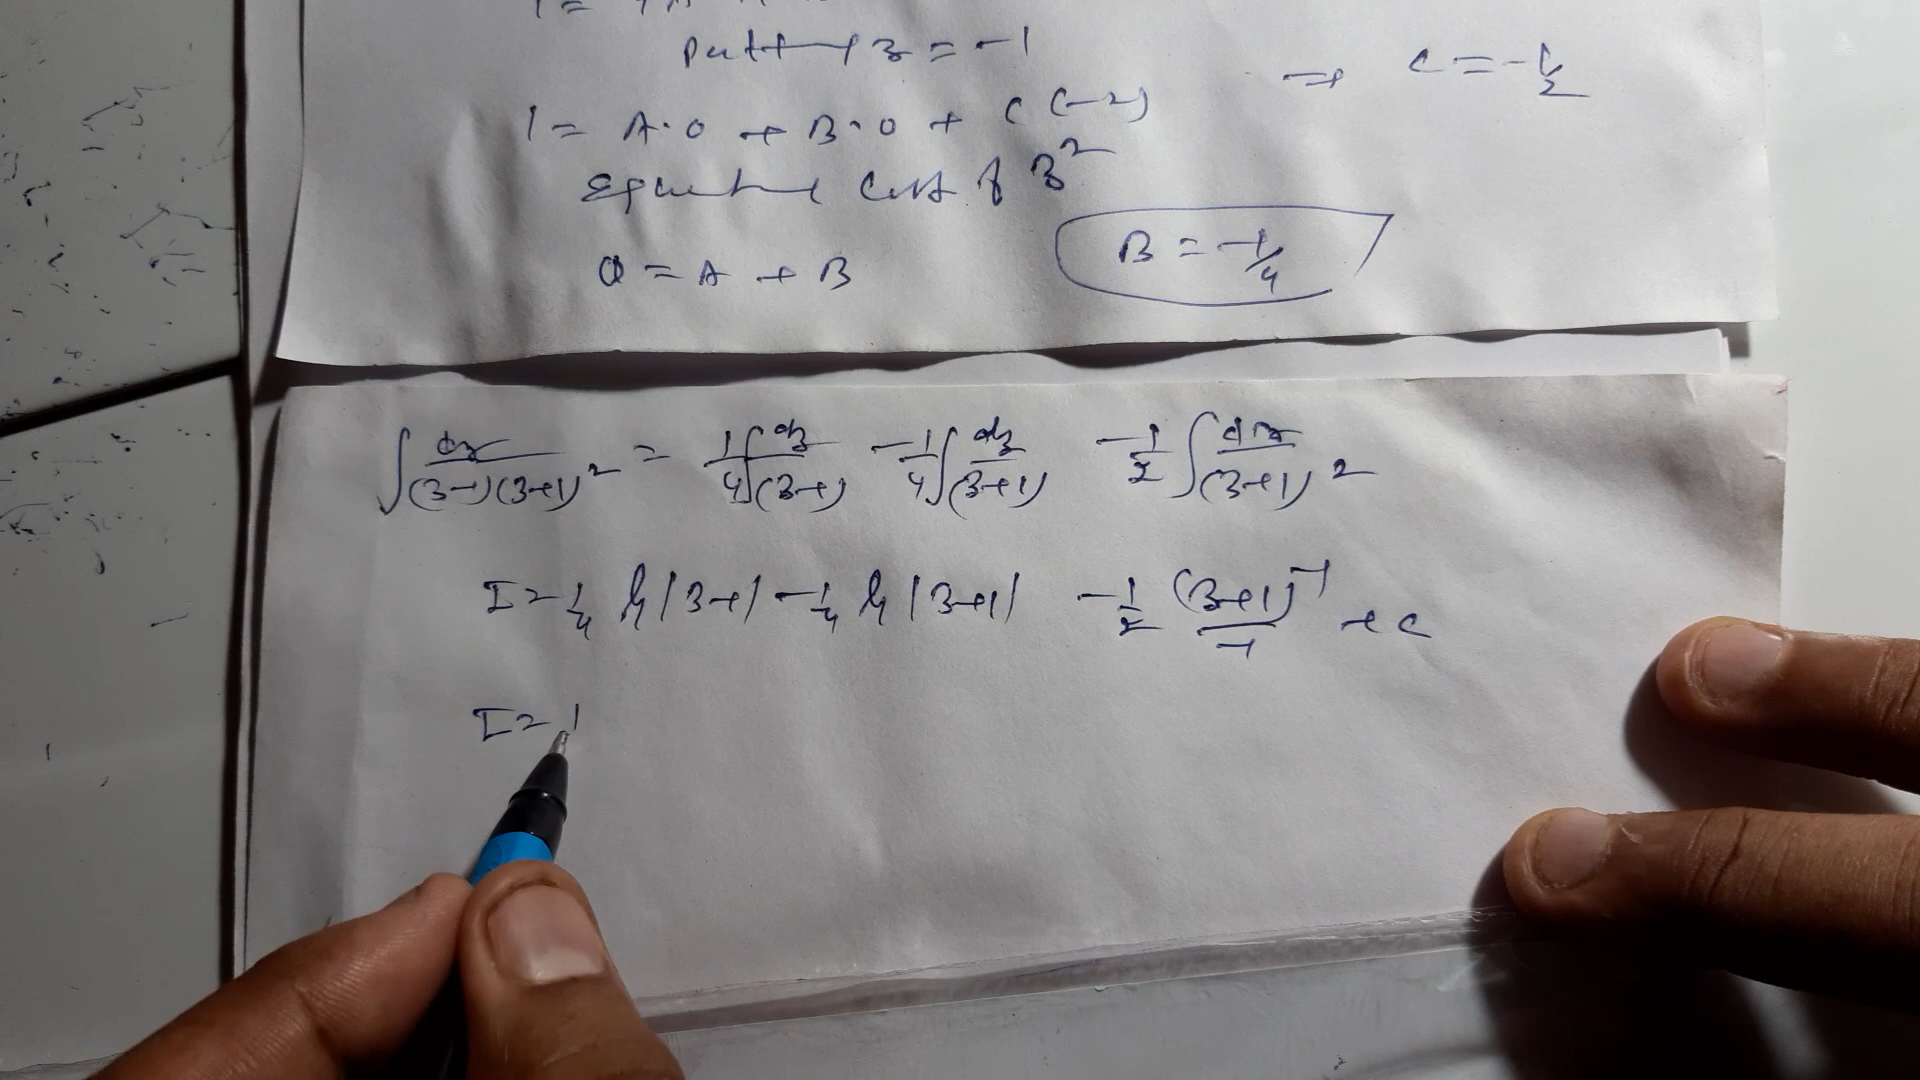 putting z = -1
1 = A·0 + B·0 + C(-2) ⇒ C = -1/2
Equating Coeff of z²
0 = A + B B = -1/4
∫ dz/((z-1)(z+1)²) = 1/4 ∫ dz/(z-1) - 1/4 ∫ dz/(z+1) - 1/2 ∫ dz/(z+1)²
I = 1/4 ln|z-1| - 1/4 ln|z+1| - 1/2 (z+1)⁻¹/-1 + C
I = 1